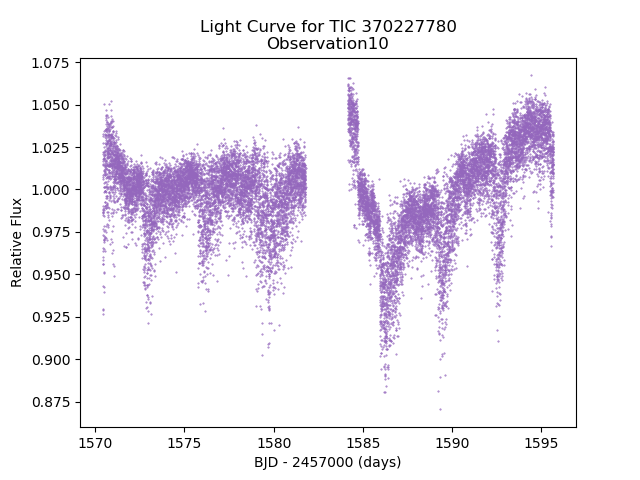 Light Curve for TIC 370227780
Observation10
1.075
1.050
1.025
1.000
0.975
0.950
0.925
0.900
0.875
Relative Flux
1570 1575 1580 1585 1590 1595
BJD - 2457000 (days)